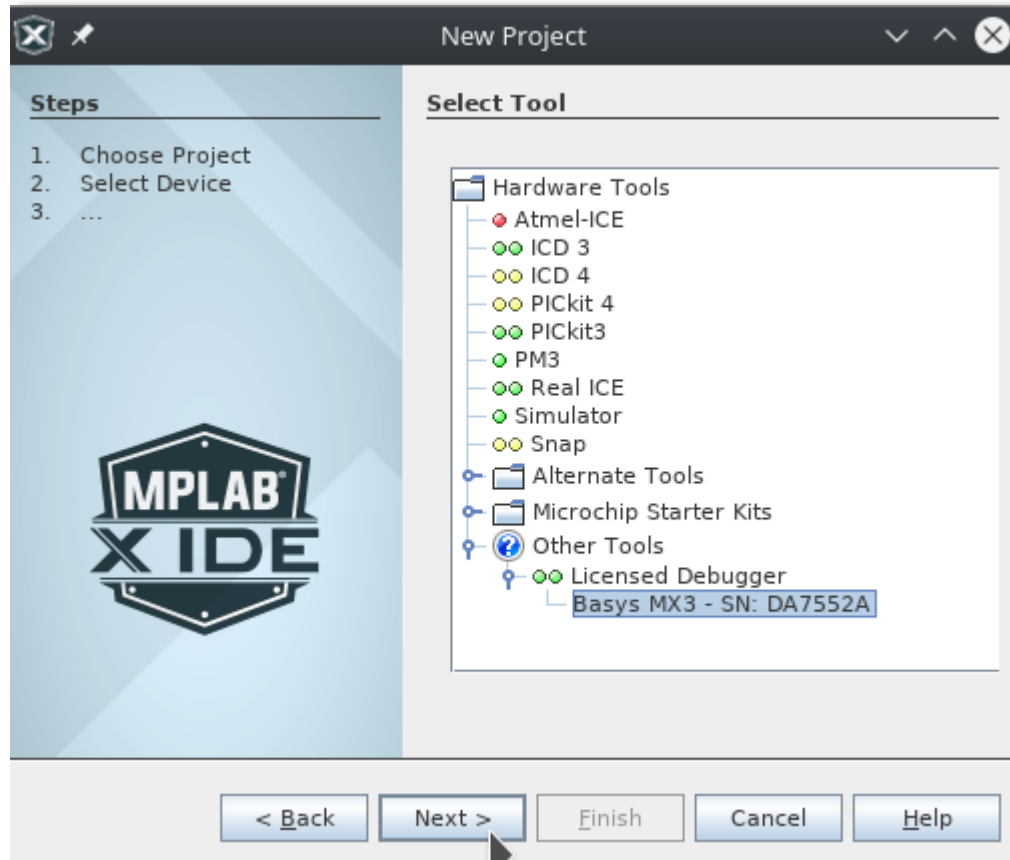 New Project
Steps
1. Choose Project
2. Select Device
3. ...
MPLAB®
X IDE
Select Tool
Hardware Tools
Atmel-ICE
ICD 3
ICD 4
PICkit 4
PICkit3
PM3
Real ICE
Simulator
Snap
Alternate Tools
Microchip Starter Kits
Other Tools
Licensed Debugger
Basys MX3 - SN: DA7552A
< Back Next > Finish Cancel Help